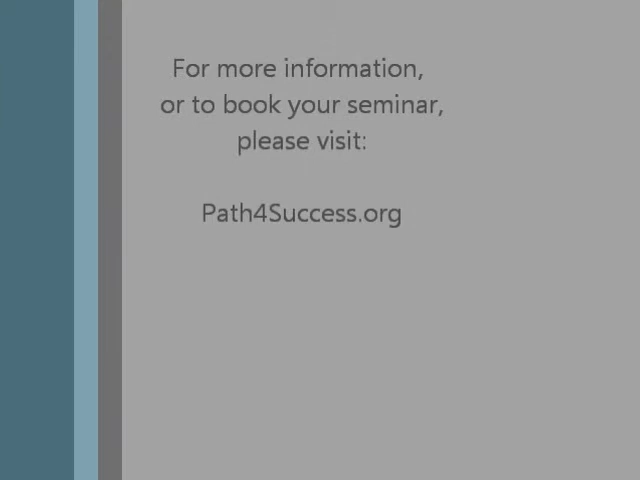 For more information,
or to book your seminar,
please visit:
Path4Success.org